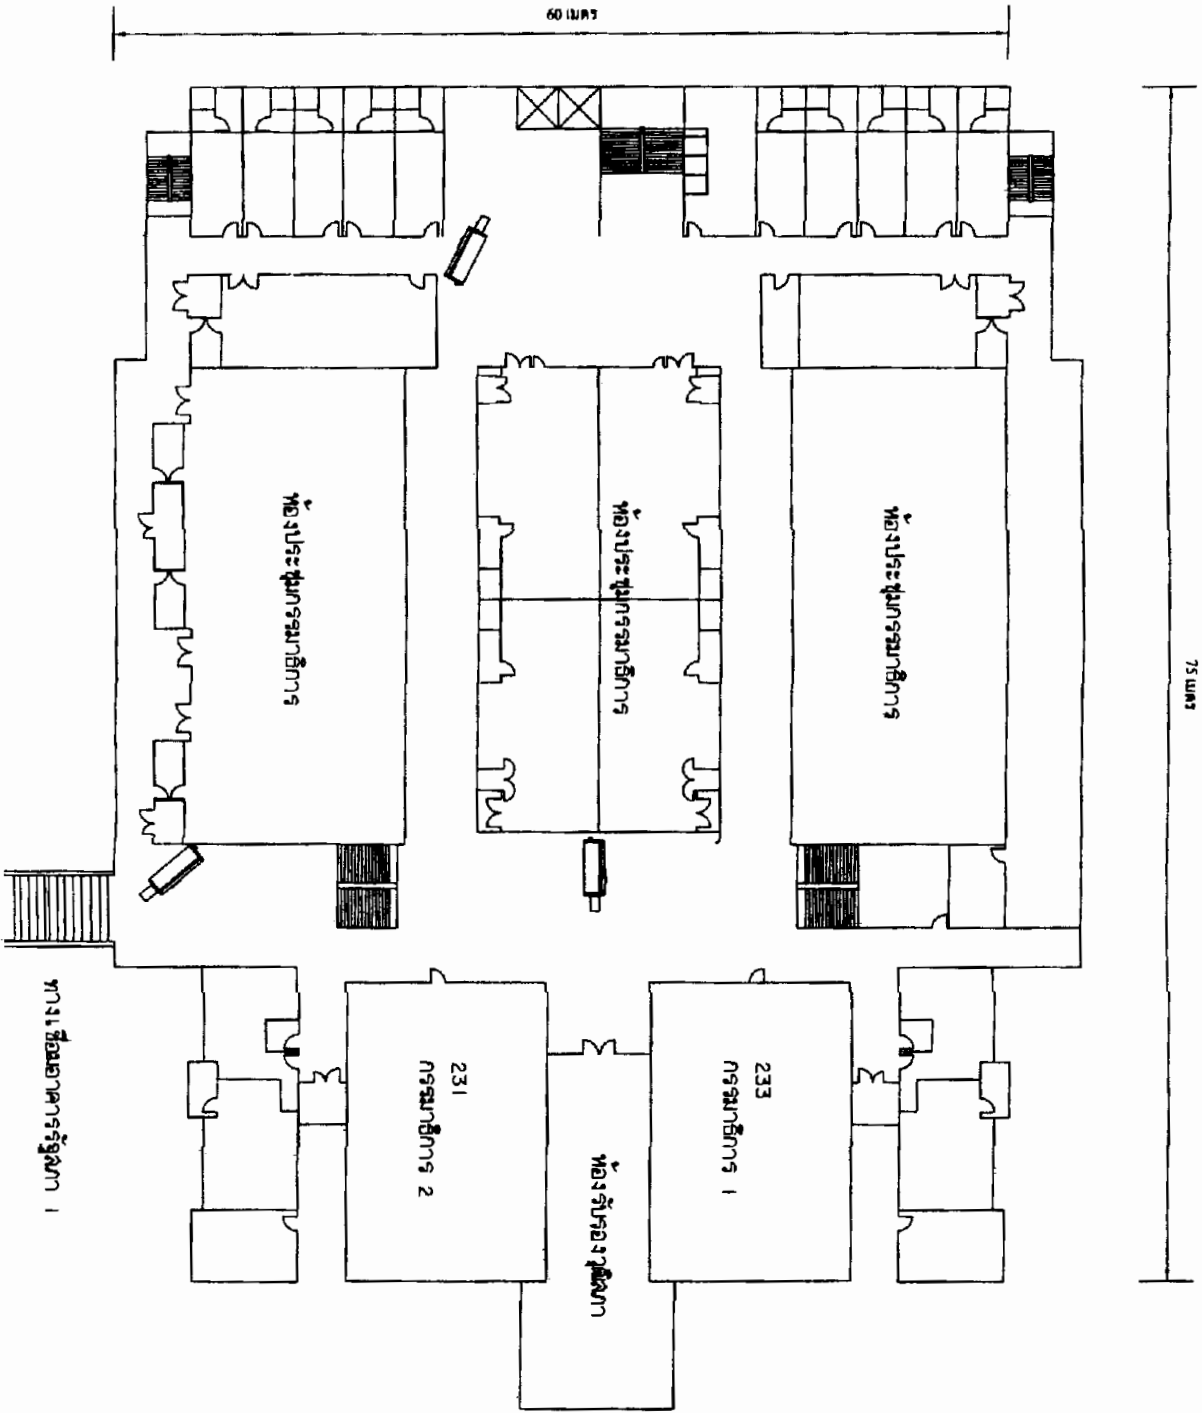 60 เมตร
75 เมตร
ห้องประชุมกรรมาธิการ
ห้องประชุมกรรมาธิการ
ห้องประชุมกรรมาธิการ
231
กรรมาธิการ 2
233
กรรมาธิการ 1
ห้องรับรองวุฒิสภา
ทางเชื่อมอาคารรัฐสภา 1